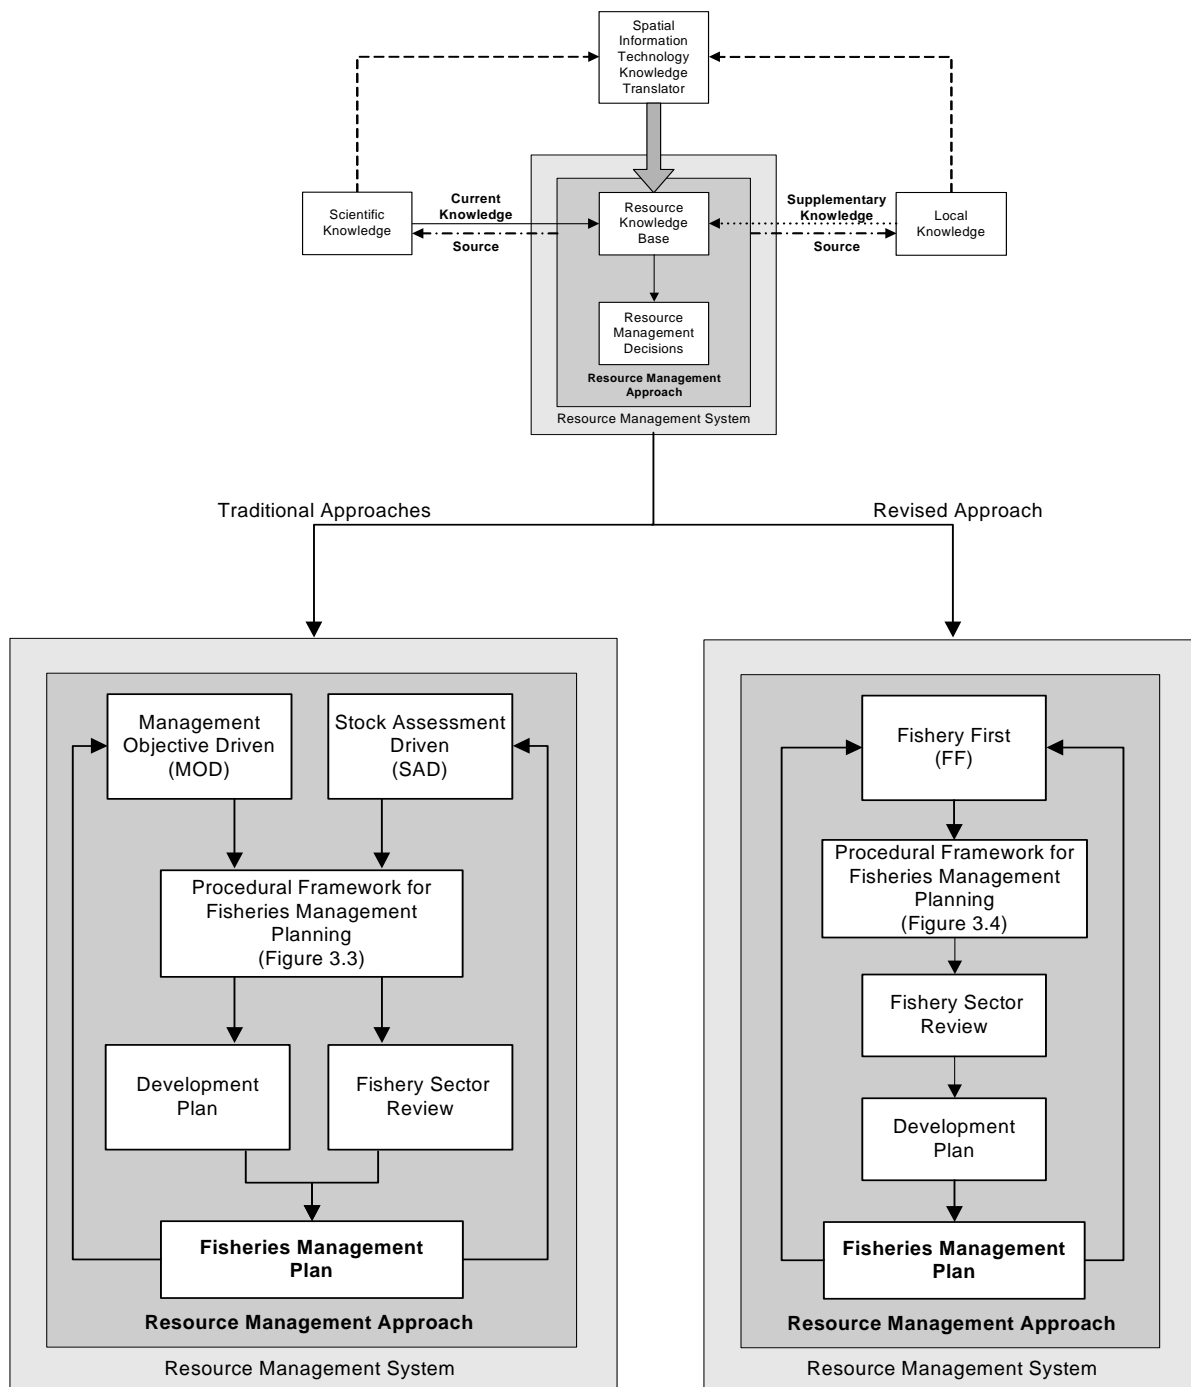 Spatial
Information
Technology
Knowledge
Translator
Scientific
Knowledge
Current
Knowledge
Source
Resource
Knowledge
Base
Supplementary
Knowledge
Source
Local
Knowledge
Resource
Management
Decisions
Resource Management
Approach
Resource Management System
Traditional Approaches
Revised Approach
Management
Objective Driven
(MOD)
Stock Assessment
Driven
(SAD)
Procedural Framework for
Fisheries Management
Planning
(Figure 3.3)
Development
Plan
Fishery Sector
Review
Fisheries Management
Plan
Resource Management Approach
Resource Management System
Fishery First
(FF)
Procedural Framework for
Fisheries Management
Planning
(Figure 3.4)
Fishery Sector
Review
Development
Plan
Fisheries Management
Plan
Resource Management Approach
Resource Management System